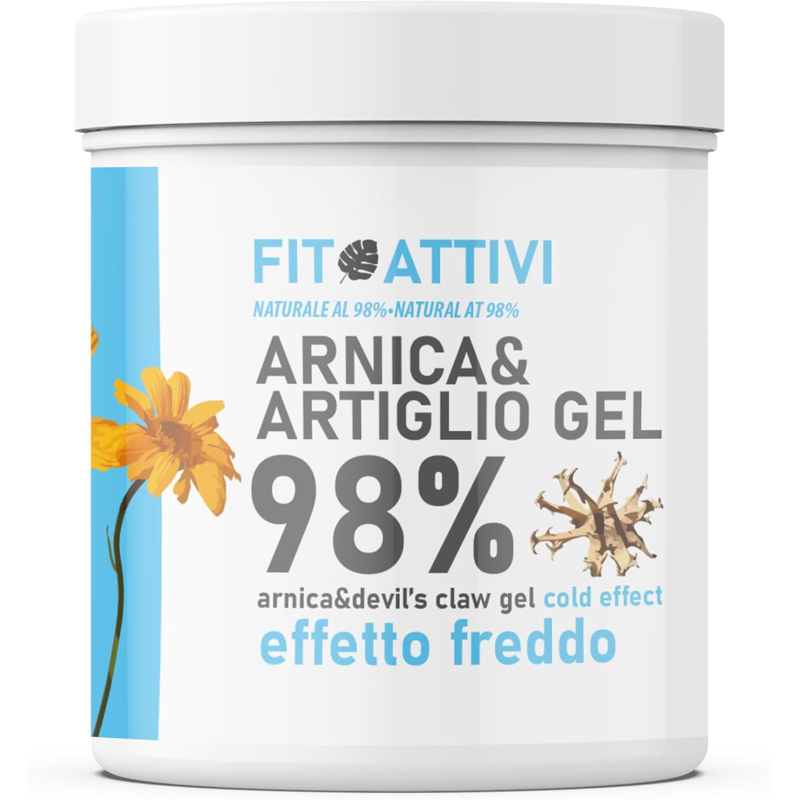 FIT ATTIVI
NATURALE AL 98%•NATURAL AT 98%
ARNICA&
ARTIGLIO GEL
98%
arnica&devil's claw gel cold effect
effetto freddo